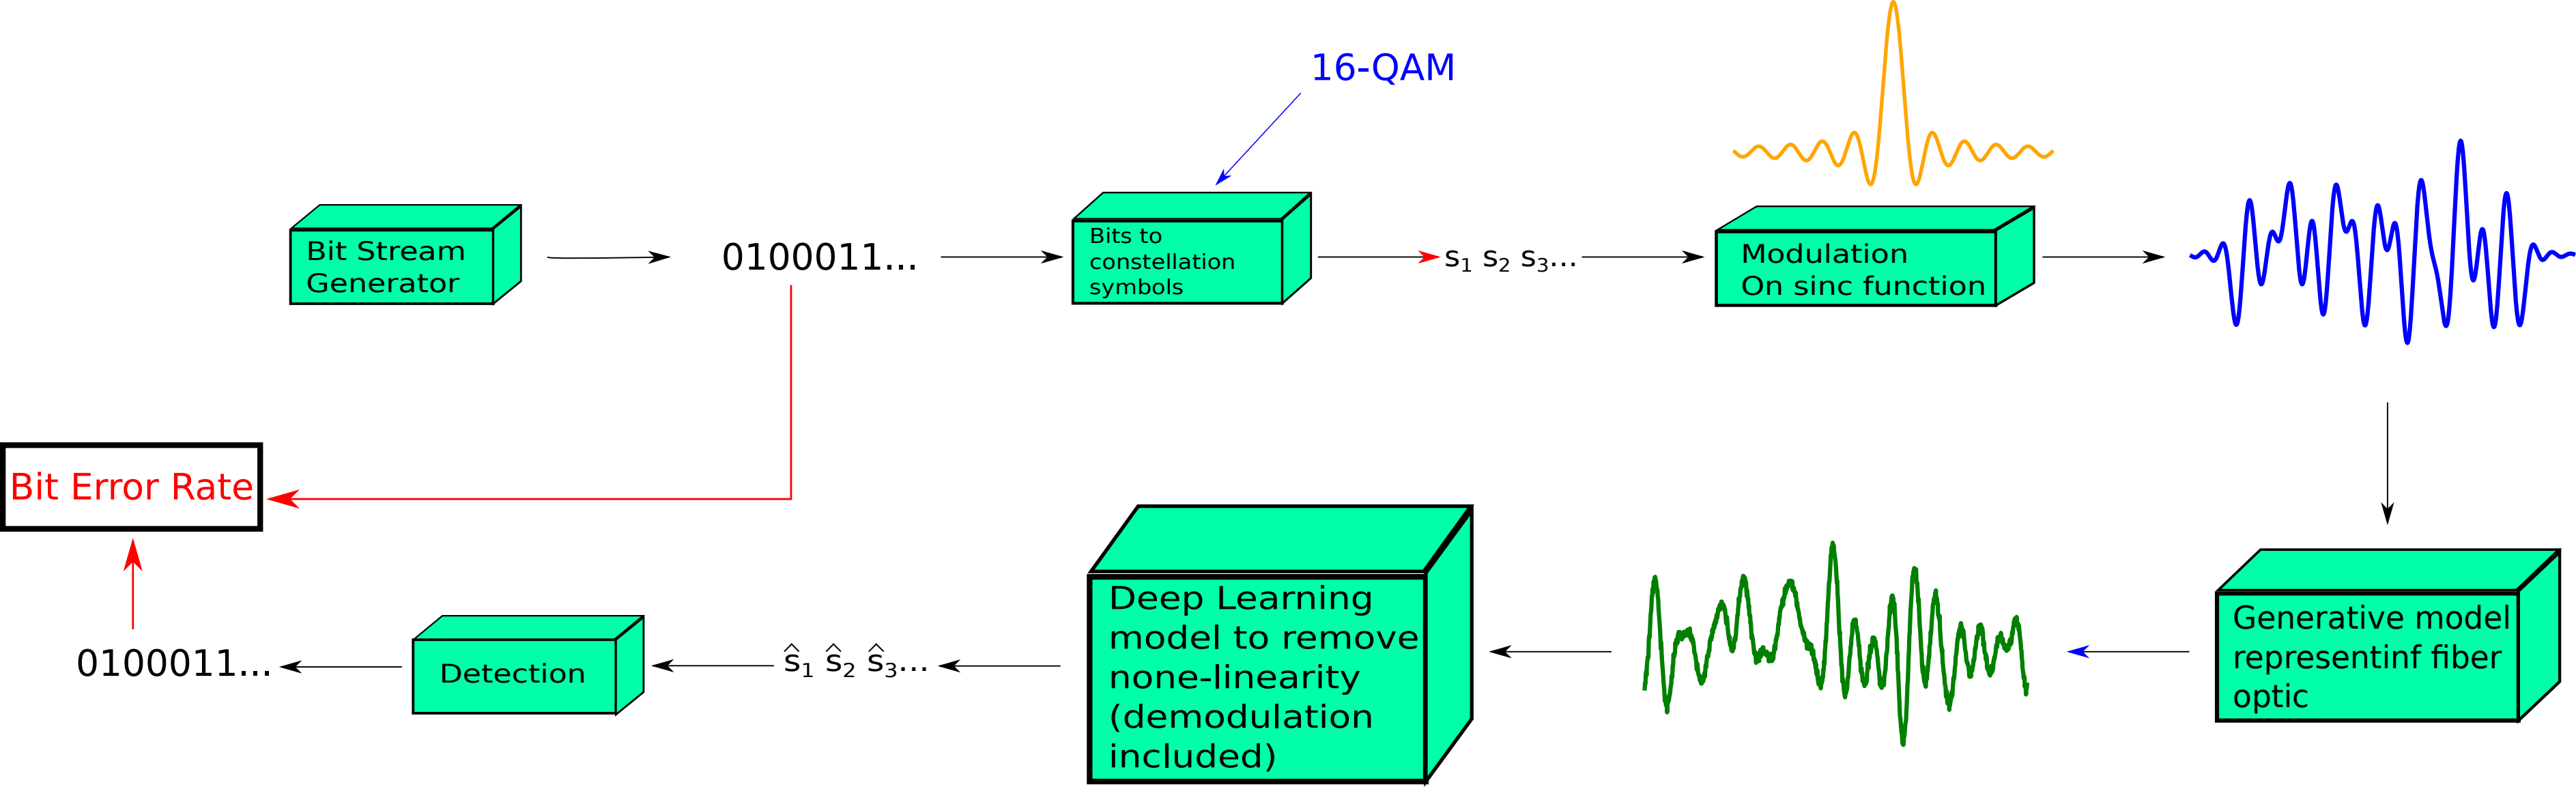 16-QAM
Bit Stream
Generator
0100011...
Bits to
constellation
symbols
s₁ s₂ s₃...
Modulation
On sinc function
Bit Error Rate
Generative model
representinf fiber
optic
Deep Learning
model to remove
none-linearity
(demodulation
included)
ŝ₁ ŝ₂ ŝ₃...
Detection
0100011...